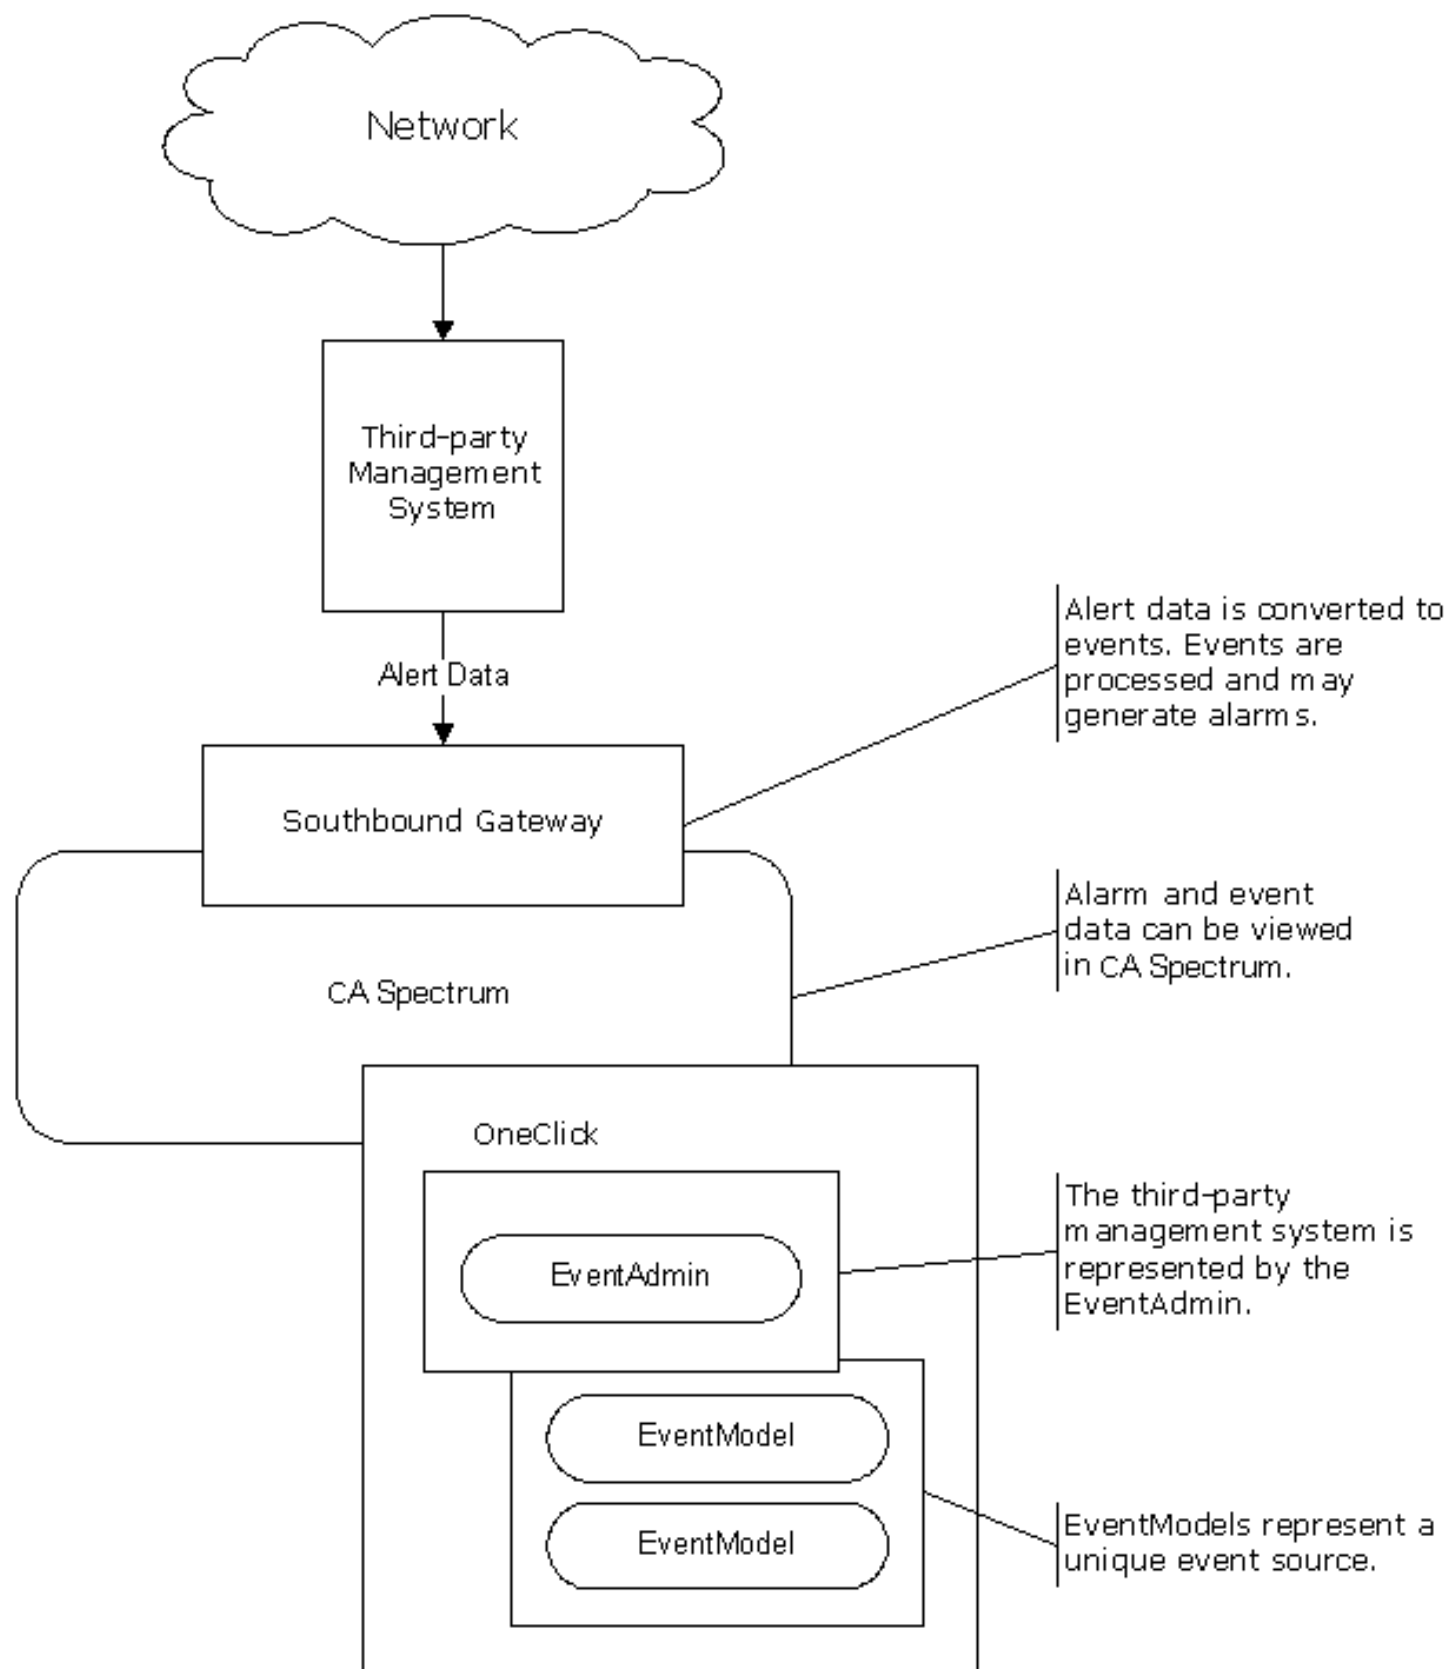 Network
Third-party
Management
System
Alert Data
Alert data is converted to
events. Events are
processed and may
generate alarms.
Southbound Gateway
Alarm and event
data can be viewed
in CA Spectrum.
CA Spectrum
OneClick
The third-party
management system is
represented by the
EventAdmin.
EventAdmin
EventModel
EventModel
EventModels represent a
unique event source.